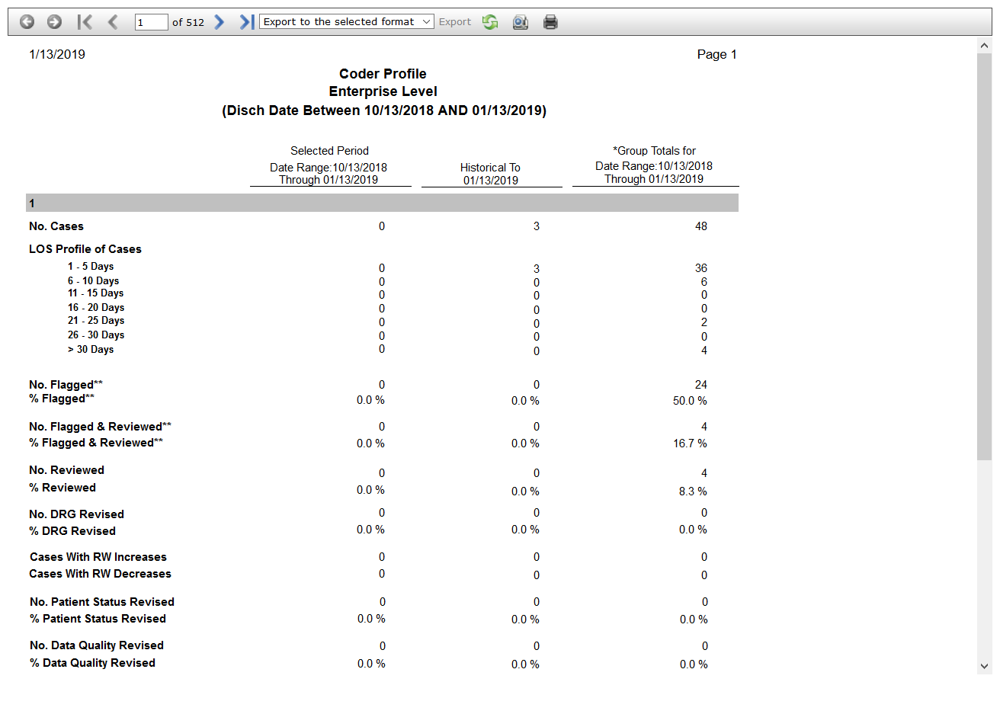 1 of 512 Export to the selected format Export
1/13/2019 Page 1
Coder Profile
Enterprise Level
(Disch Date Between 10/13/2018 AND 01/13/2019)
Selected Period *Group Totals for
Date Range:10/13/2018 Historical To Date Range:10/13/2018
Through 01/13/2019 01/13/2019 Through 01/13/2019
1
No. Cases 0 3 48
LOS Profile of Cases
1 - 5 Days 0 3 36
6 - 10 Days 0 0 6
11 - 15 Days 0 0 0
16 - 20 Days 0 0 0
21 - 25 Days 0 0 2
26 - 30 Days 0 0 0
> 30 Days 0 0 4
No. Flagged** 0 0 24
% Flagged** 0.0 % 0.0 % 50.0 %
No. Flagged & Reviewed** 0 0 4
% Flagged & Reviewed** 0.0 % 0.0 % 16.7 %
No. Reviewed 0 0 4
% Reviewed 0.0 % 0.0 % 8.3 %
No. DRG Revised 0 0 0
% DRG Revised 0.0 % 0.0 % 0.0 %
Cases With RW Increases 0 0 0
Cases With RW Decreases 0 0 0
No. Patient Status Revised 0 0 0
% Patient Status Revised 0.0 % 0.0 % 0.0 %
No. Data Quality Revised 0 0 0
% Data Quality Revised 0.0 % 0.0 % 0.0 %